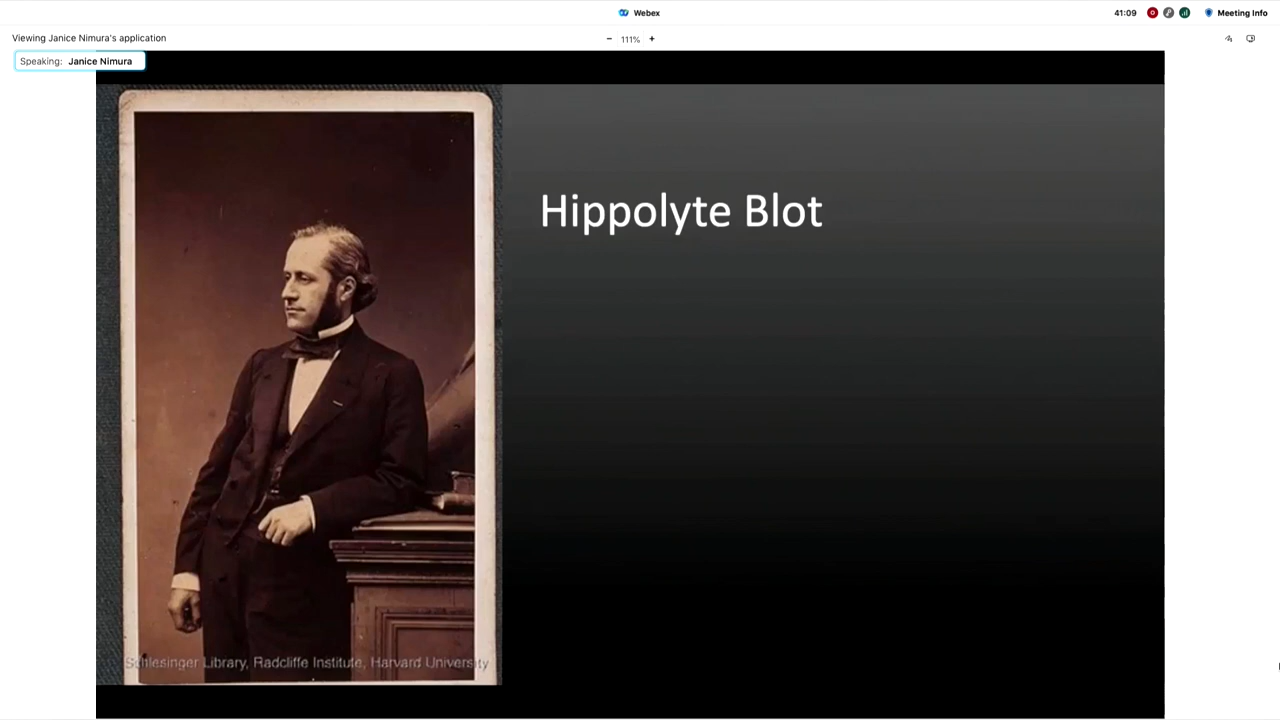 Webex
41:09
Meeting Info
Viewing Janice Nimura's application
111%
Speaking: Janice Nimura
Hippolyte Blot
Schlesinger Library, Radcliffe Institute, Harvard University